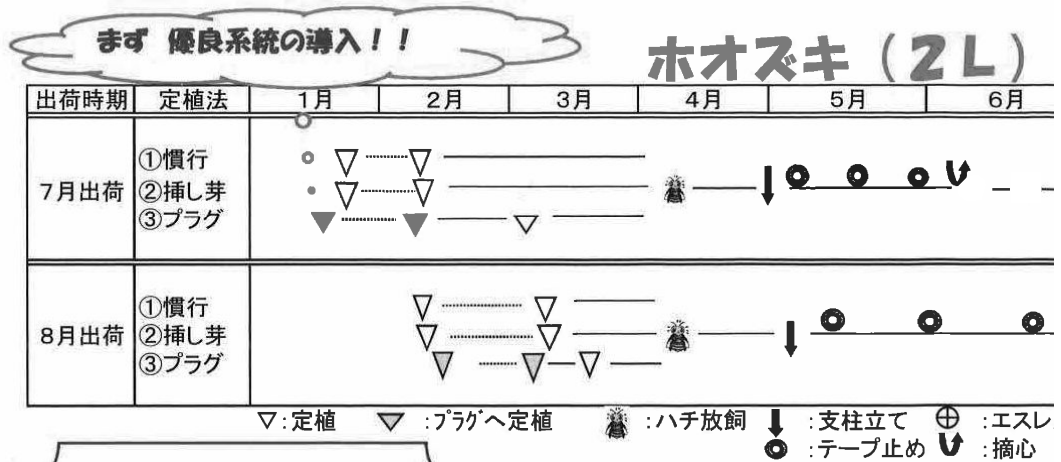 まず 優良系統の導入！！
ホオズキ（２Ｌ）
出荷時期 定植法 1月 2月 3月 4月 5月 6月
7月出荷
①慣行
②挿し芽
③プラグ
8月出荷
①慣行
②挿し芽
③プラグ
▽:定植 ▼:プラグへ定植 :ハチ放飼 :支柱立て ⊕:エスレ
◎:テープ止め :摘心